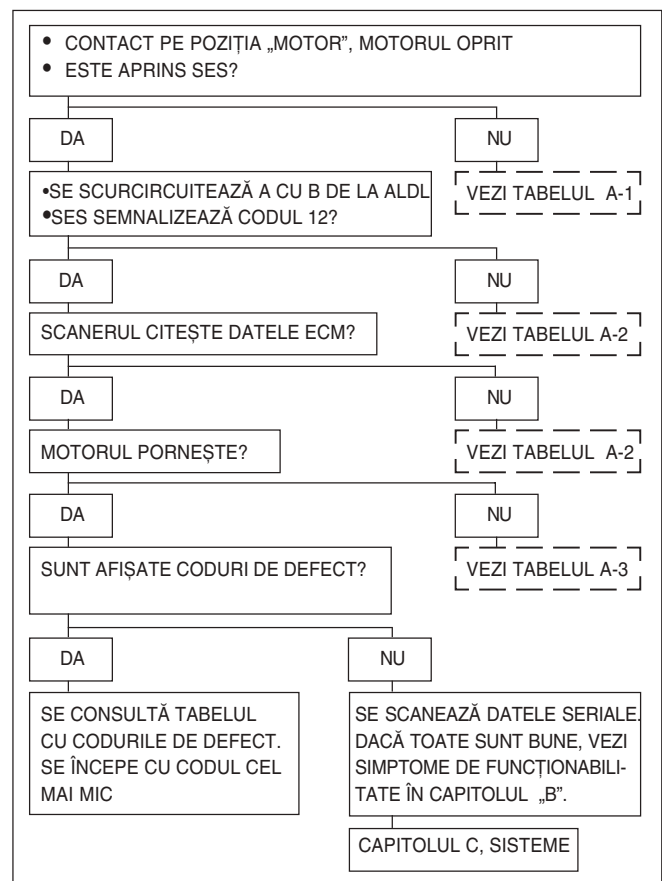 • CONTACT PE POZIȚIA „MOTOR”, MOTORUL OPRIT
• ESTE APRINS SES?
DA
NU
•SE SCURCIRCUITEAZĂ A CU B DE LA ALDL
•SES SEMNALIZEAZĂ CODUL 12?
VEZI TABELUL A-1
DA
NU
SCANERUL CITEȘTE DATELE ECM?
VEZI TABELUL A-2
DA
NU
MOTORUL PORNEȘTE?
VEZI TABELUL A-2
DA
NU
SUNT AFIȘATE CODURI DE DEFECT?
VEZI TABELUL A-3
DA
NU
SE CONSULTĂ TABELUL
CU CODURILE DE DEFECT.
SE ÎNCEPE CU CODUL CEL
MAI MIC
SE SCANEAZĂ DATELE SERIALE.
DACĂ TOATE SUNT BUNE, VEZI
SIMPTOME DE FUNCȚIONABILI-
TATE ÎN CAPITOLUL „B”.
CAPITOLUL C, SISTEME